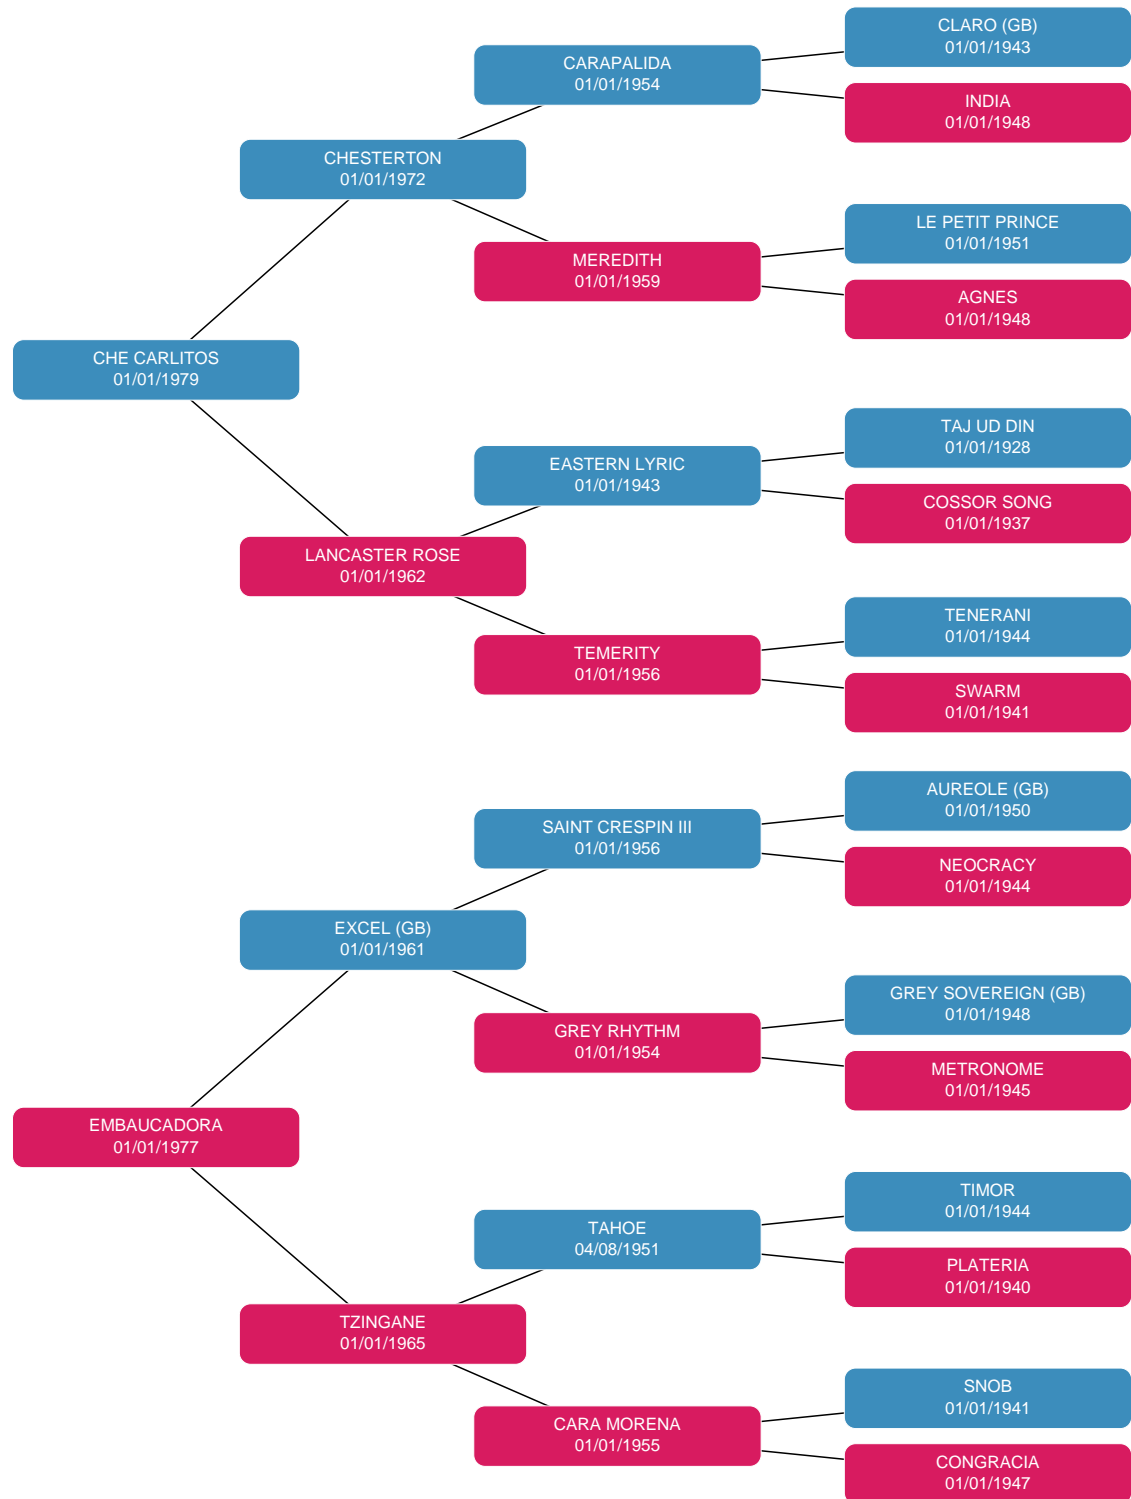 CLARO (GB)
01/01/1943
CARAPALIDA
01/01/1954
INDIA
01/01/1948
CHESTERTON
01/01/1972
LE PETIT PRINCE
01/01/1951
MEREDITH
01/01/1959
AGNES
01/01/1948
CHE CARLITOS
01/01/1979
TAJ UD DIN
01/01/1928
EASTERN LYRIC
01/01/1943
COSSOR SONG
01/01/1937
LANCASTER ROSE
01/01/1962
TENERANI
01/01/1944
TEMERITY
01/01/1956
SWARM
01/01/1941
AUREOLE (GB)
01/01/1950
SAINT CRESPIN III
01/01/1956
NEOCRACY
01/01/1944
EXCEL (GB)
01/01/1961
GREY SOVEREIGN (GB)
01/01/1948
GREY RHYTHM
01/01/1954
METRONOME
01/01/1945
EMBAUCADORA
01/01/1977
TIMOR
01/01/1944
TAHOE
04/08/1951
PLATERIA
01/01/1940
TZINGANE
01/01/1965
SNOB
01/01/1941
CARA MORENA
01/01/1955
CONGRACIA
01/01/1947